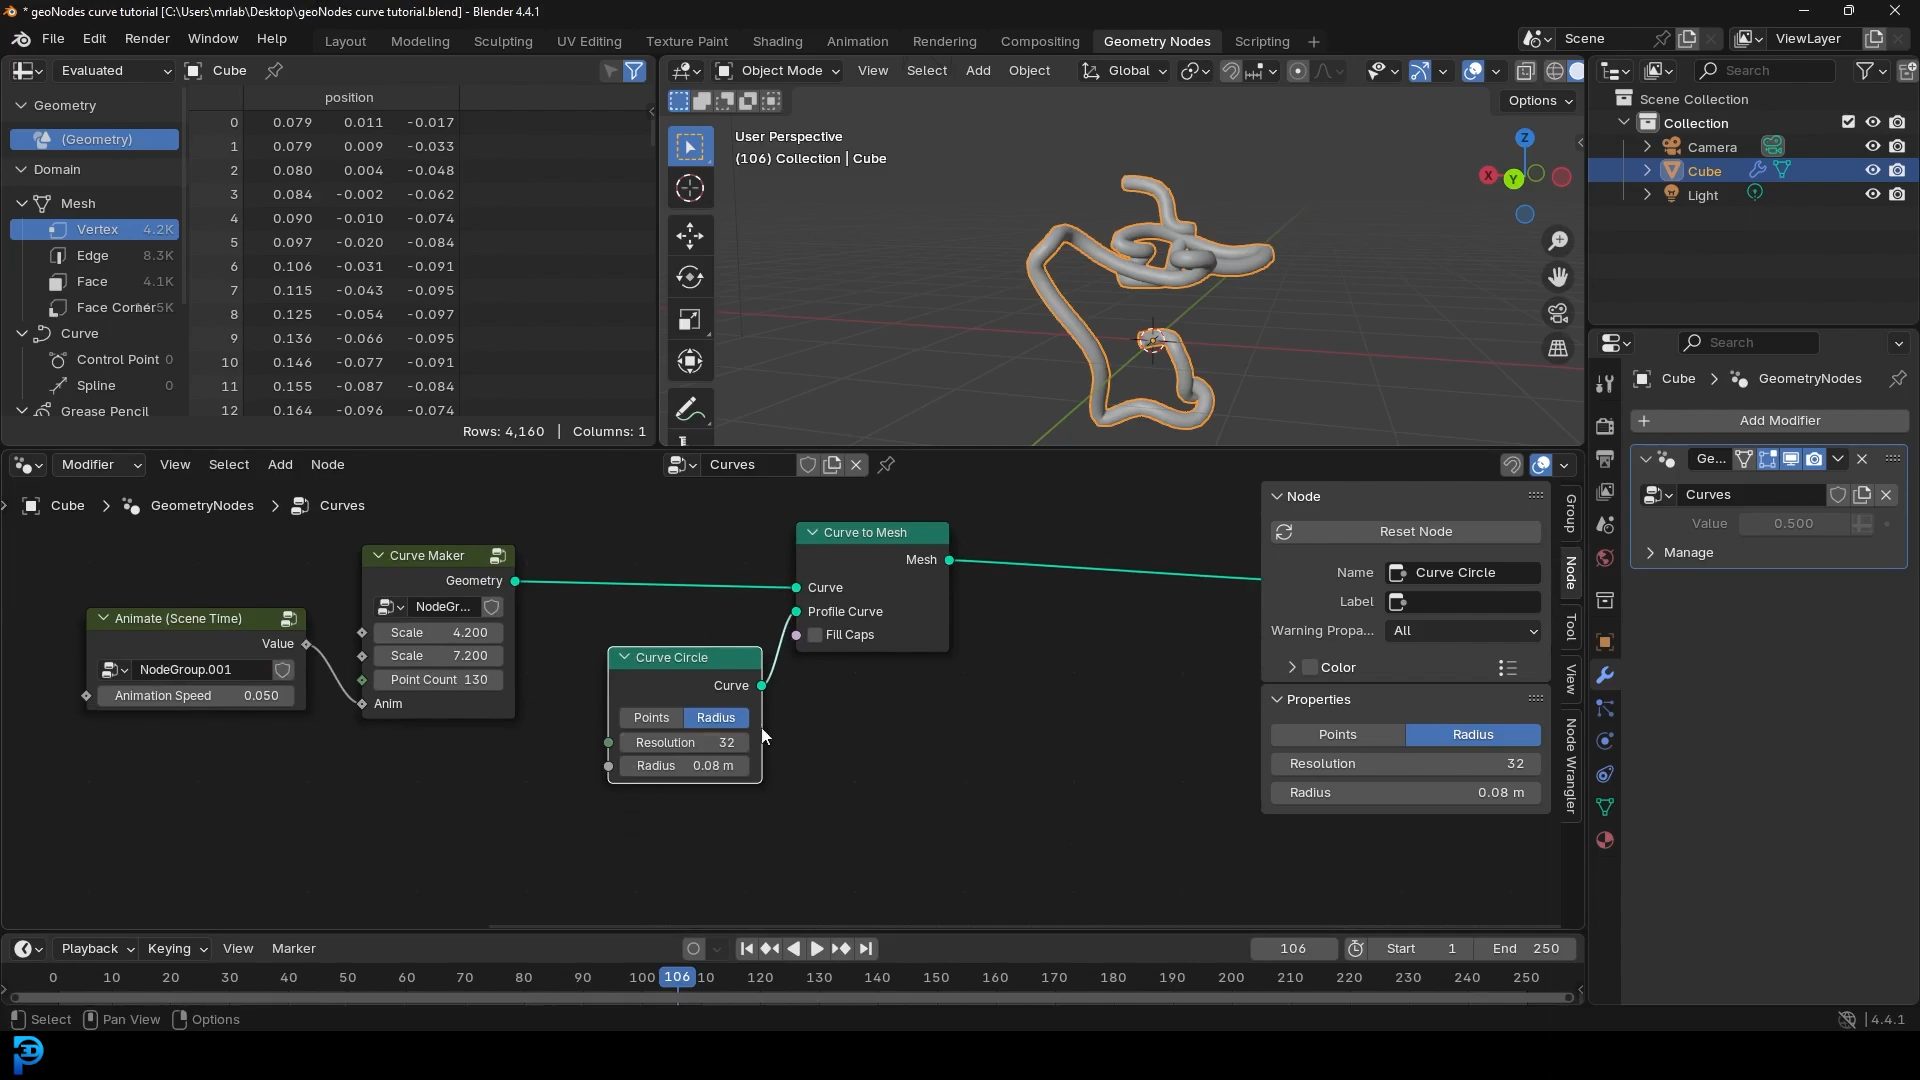 * geoNodes curve tutorial [C:\Users\mrlab\Desktop\geoNodes curve tutorial.blend] - Blender 4.4.1
File Edit Render Window Help Layout Modeling Sculpting UV Editing Texture Paint Shading Animation Rendering Compositing Geometry Nodes Scripting + Scene ViewLayer
Evaluated Cube
Object Mode View Select Add Object Global
Search
Geometry
position
Options
Scene Collection
(Geometry)
Domain
Mesh
Vertex 4.2K
Edge 8.3K
Face 4.1K
Curve
Control Point 0
Spline 0
Grease Pencil
0 0.079 0.011 -0.017
1 0.079 0.009 -0.033
2 0.080 0.004 -0.048
3 0.084 -0.002 -0.062
4 0.090 -0.010 -0.074
5 0.097 -0.020 -0.084
6 0.106 -0.031 -0.091
7 0.115 -0.043 -0.095
8 0.125 -0.054 -0.097
9 0.136 -0.066 -0.095
10 0.146 -0.077 -0.091
11 0.155 -0.087 -0.084
12 0.164 -0.096 -0.074
Rows: 4,160 | Columns: 1
User Perspective
(106) Collection | Cube
Z
X
Y
Collection
Camera
Cube
Light
Search
Cube > GeometryNodes
+ Add Modifier
Ge...
Curves
Value 0.500
Manage
Modifier View Select Add Node Curves
Cube > GeometryNodes > Curves
Animate (Scene Time)
Value
NodeGroup.001
Animation Speed 0.050
Curve Maker
Geometry
NodeGr...
Scale 4.200
Scale 7.200
Point Count 130
Anim
Curve Circle
Curve
Points Radius
Resolution 32
Radius 0.08 m
Curve to Mesh
Mesh
Curve
Profile Curve
Fill Caps
Node
Reset Node
Name Curve Circle
Label
Warning Propa... All
Color
Properties
Points Radius
Resolution 32
Radius 0.08 m
Group
Node
Tool
View
Node Wrangler
Playback Keying View Marker 106 Start 1 End 250
0 10 20 30 40 50 60 70 80 90 100 106 10 120 130 140 150 160 170 180 190 200 210 220 230 240 250
Select Pan View Options 4.4.1